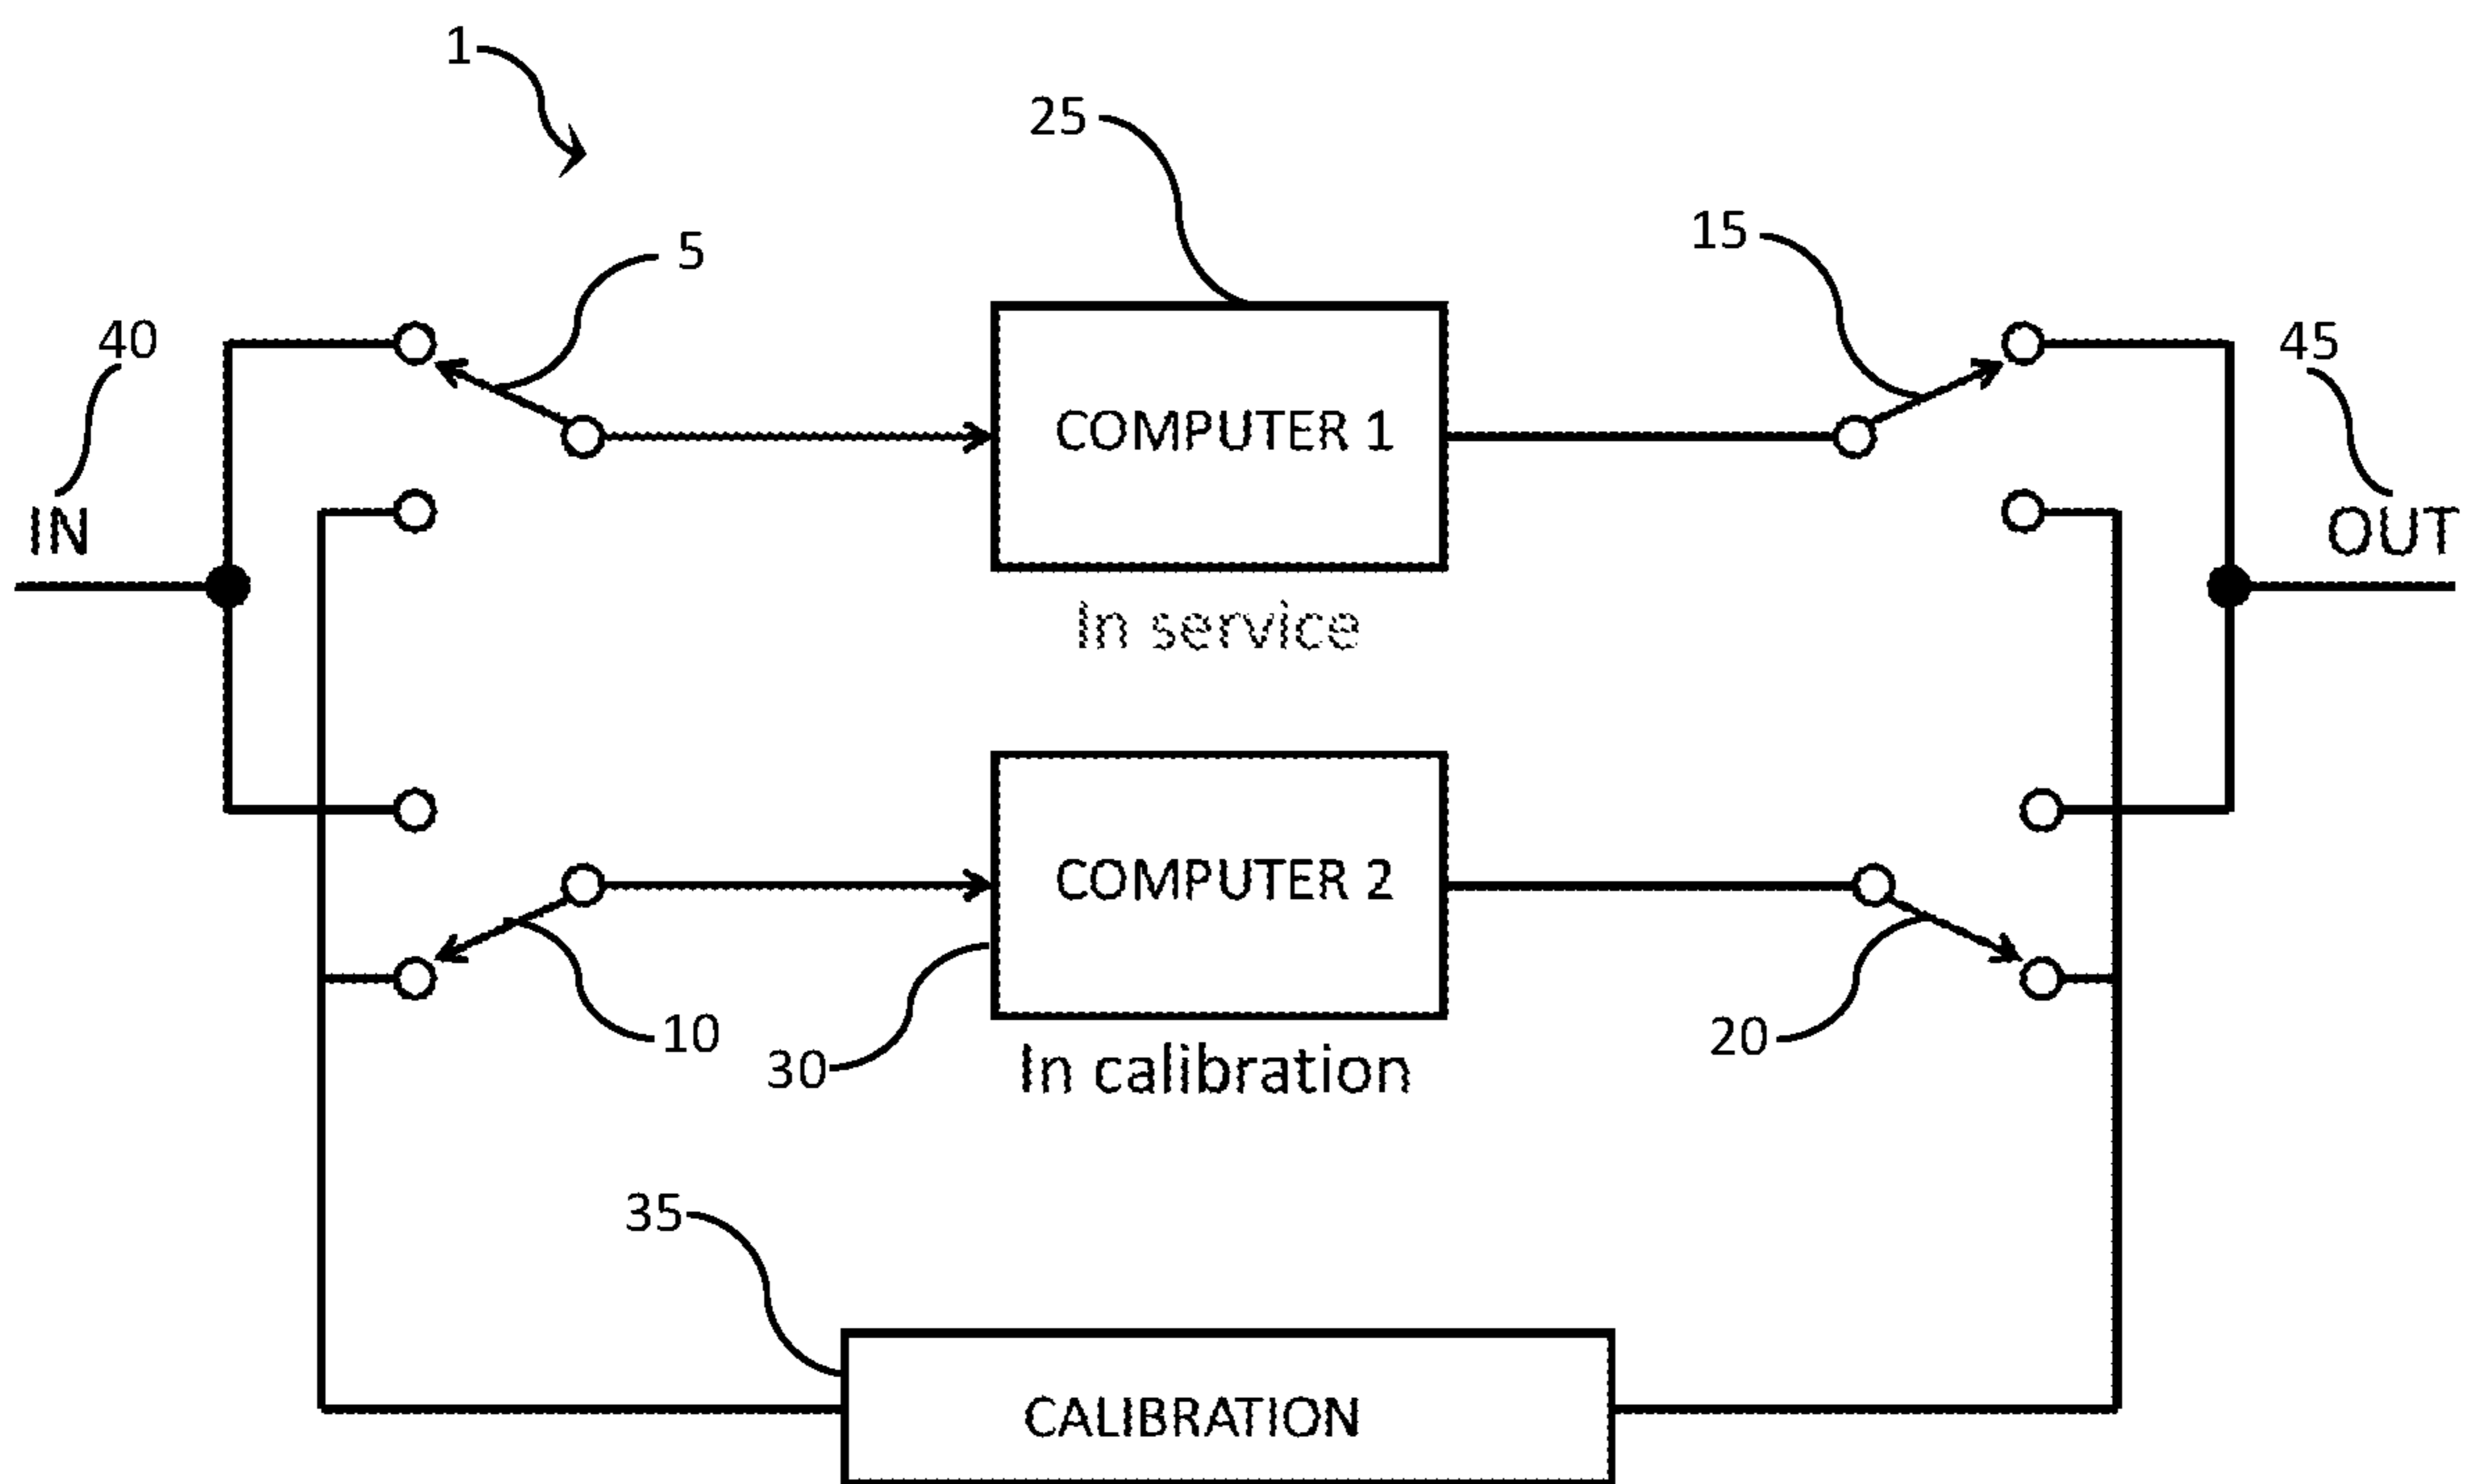 1
25
15
5
40
45
IN
COMPUTER 1
OUT
In service
COMPUTER 2
10
30
20
In calibration
35
CALIBRATION